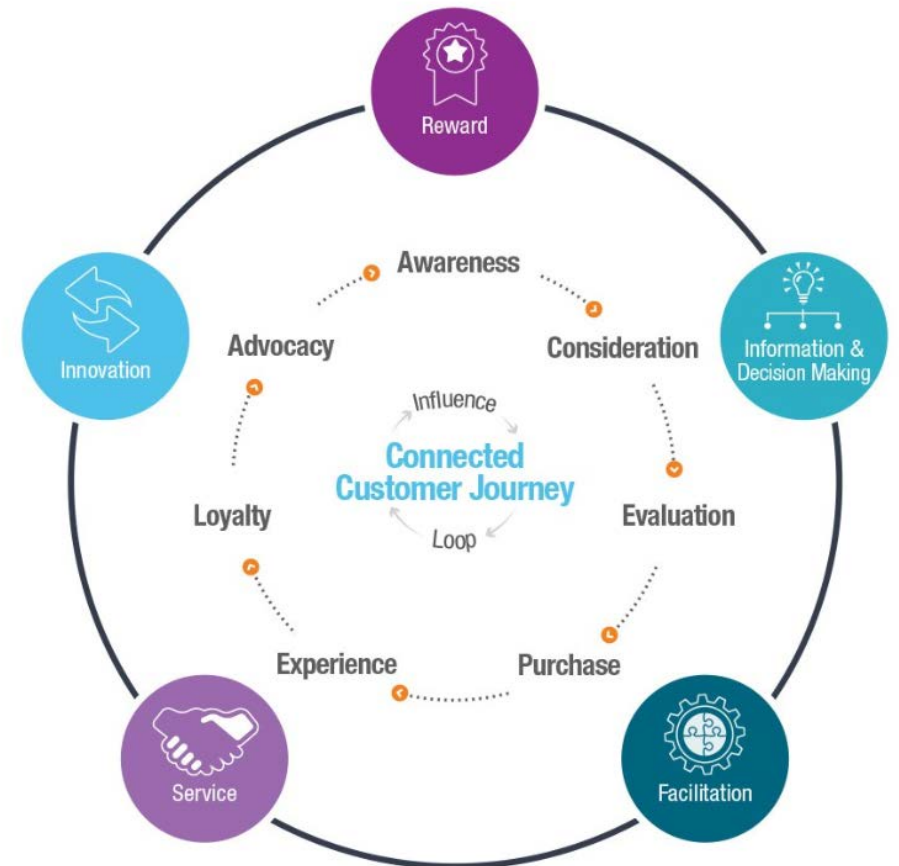 Reward
Awareness
Innovation
Advocacy
Consideration
Information &
Decision Making
Influence
Connected
Customer Journey
Loop
Loyalty
Evaluation
Experience
Purchase
Service
Facilitation